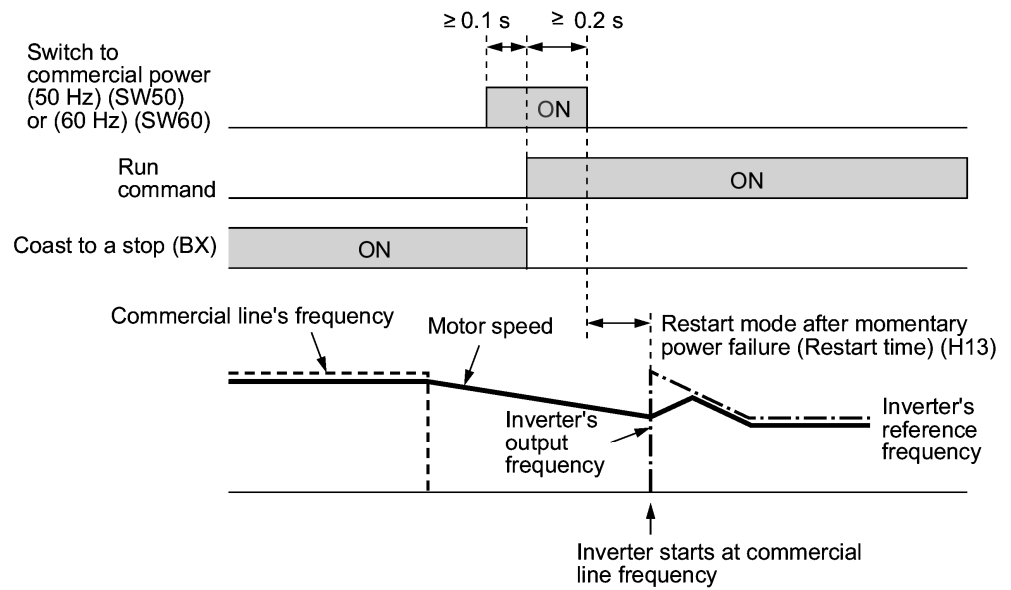 ≥ 0.1 s
≥ 0.2 s
Switch to
commercial power
(50 Hz) (SW50)
or (60 Hz) (SW60)
ON
Run
command
ON
Coast to a stop (BX)
ON
Commercial line's frequency
Motor speed
Restart mode after momentary
power failure (Restart time) (H13)
Inverter's
output
frequency
Inverter's
reference
frequency
Inverter starts at commercial
line frequency